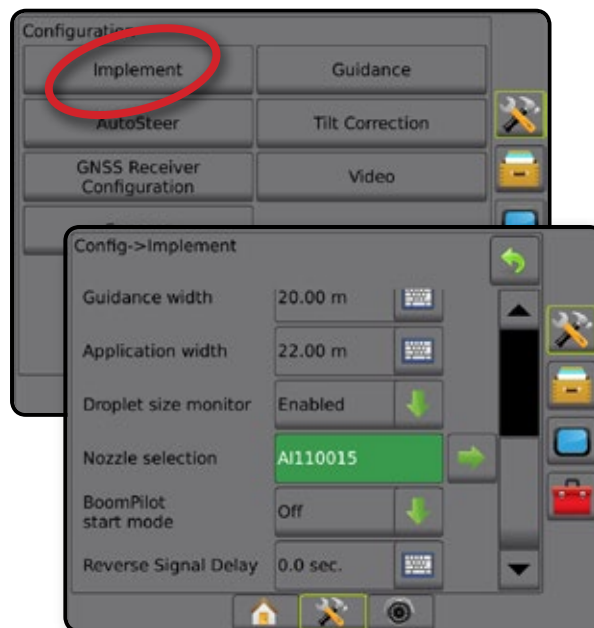 Configuration
Implement
Guidance
AutoSteer
Tilt Correction
GNSS Receiver
Configuration
Video
Config->Implement
Guidance width
20.00 m
Application width
22.00 m
Droplet size monitor
Enabled
Nozzle selection
AI110015
BoomPilot
start mode
Off
Reverse Signal Delay
0.0 sec.